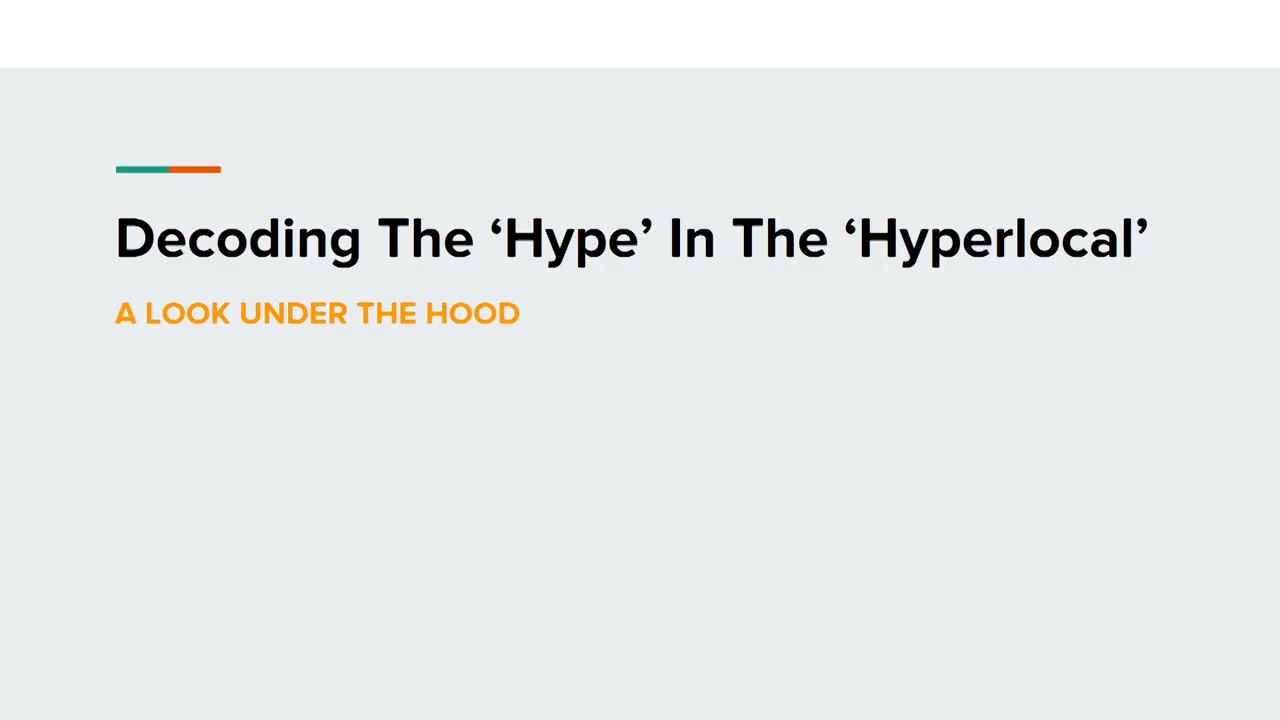 Decoding The ‘Hype’ In The ‘Hyperlocal’
A LOOK UNDER THE HOOD